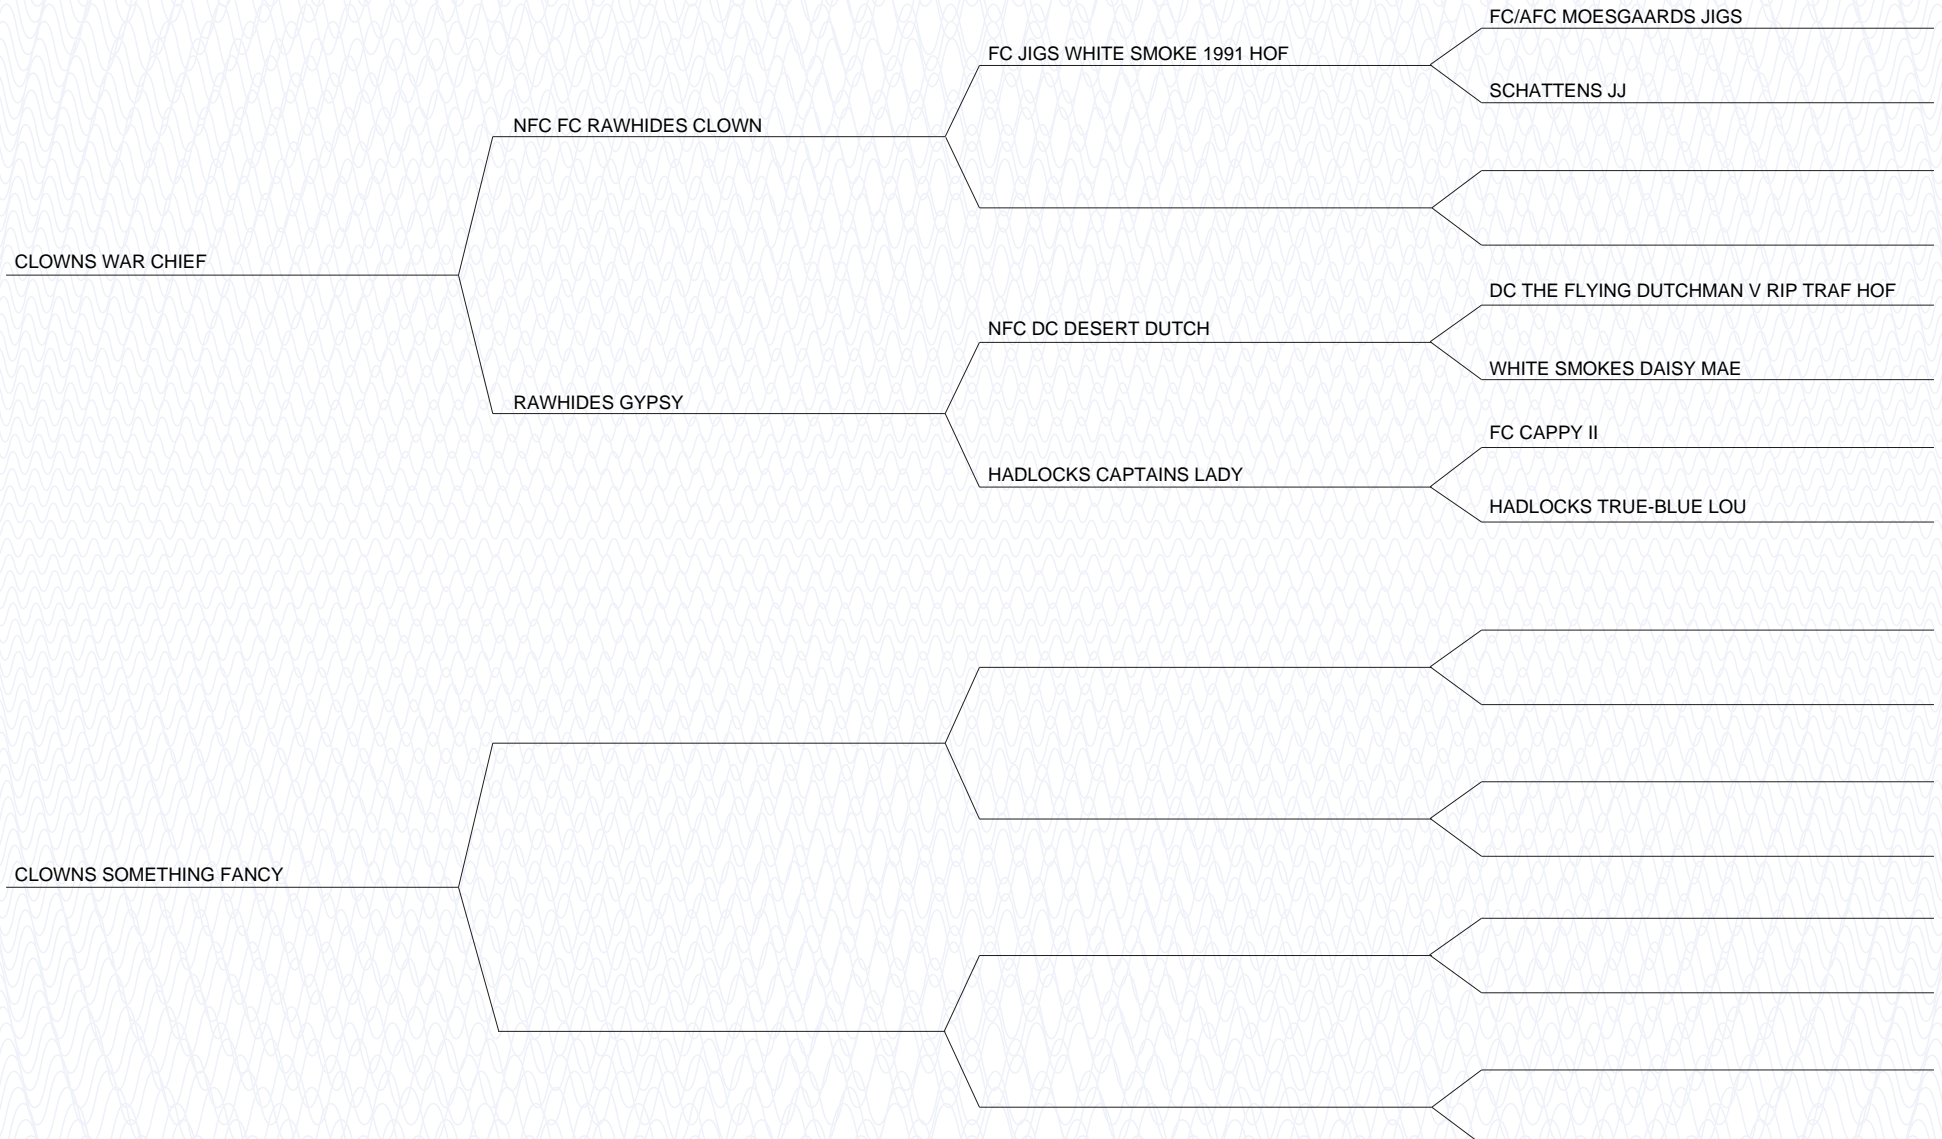 FC/AFC MOESGAARDS JIGS
FC JIGS WHITE SMOKE 1991 HOF
SCHATTENS JJ
NFC FC RAWHIDES CLOWN
CLOWNS WAR CHIEF
DC THE FLYING DUTCHMAN V RIP TRAF HOF
NFC DC DESERT DUTCH
WHITE SMOKES DAISY MAE
RAWHIDES GYPSY
FC CAPPY II
HADLOCKS CAPTAINS LADY
HADLOCKS TRUE-BLUE LOU
CLOWNS SOMETHING FANCY